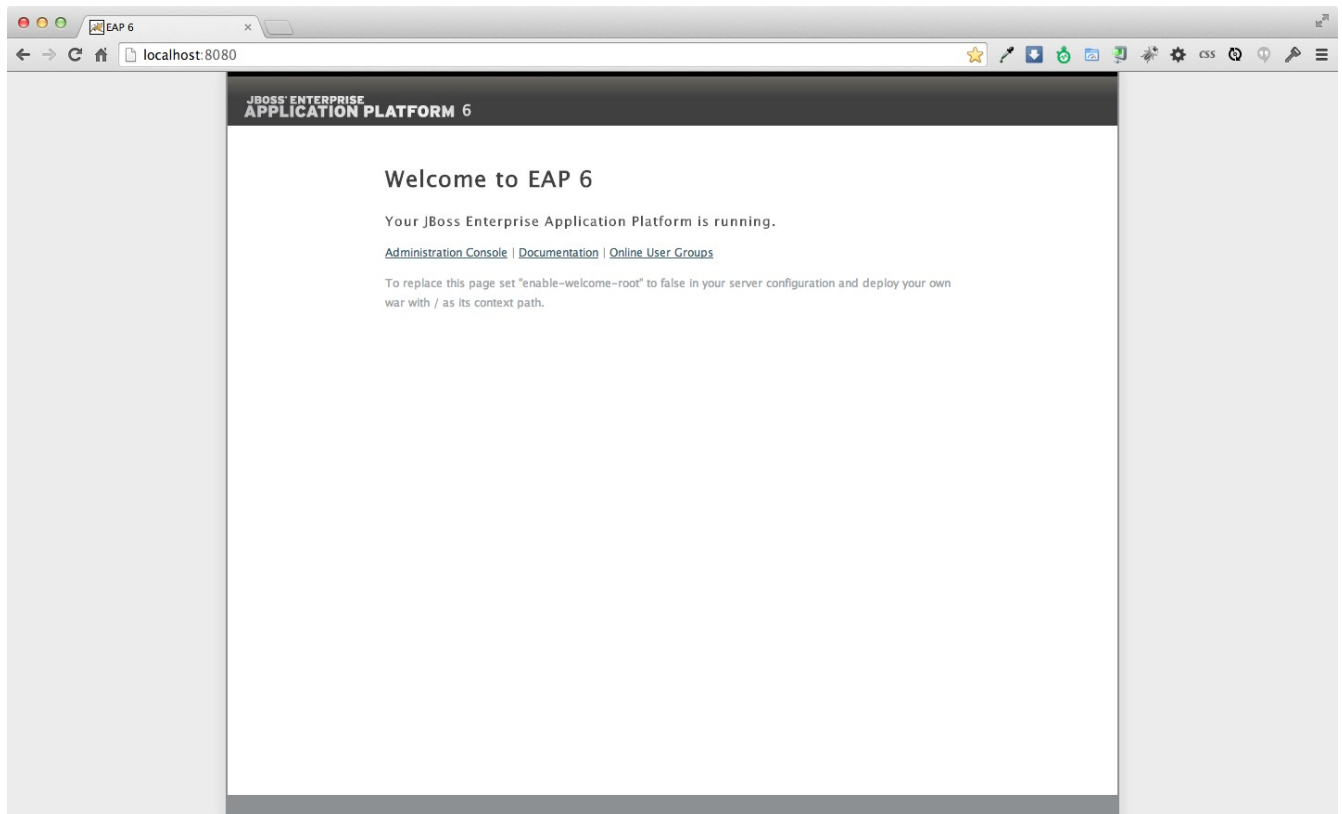 EAP 6
localhost:8080
css
JBOSS' ENTERPRISE
APPLICATION PLATFORM 6
Welcome to EAP 6
Your JBoss Enterprise Application Platform is running.
Administration Console | Documentation | Online User Groups
To replace this page set "enable-welcome-root" to false in your server configuration and deploy your own
war with / as its context path.